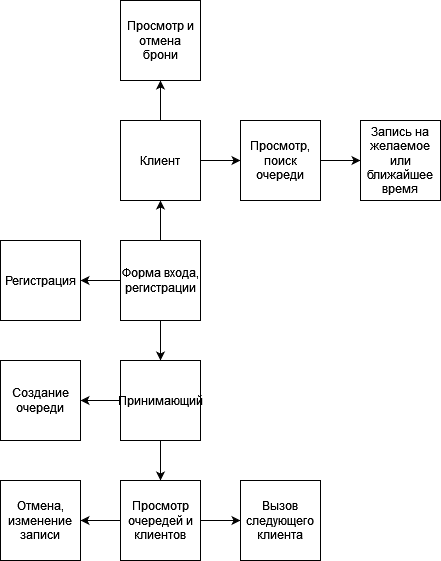 Просмотр и
отмена
брони
Клиент
Просмотр,
поиск
очереди
Запись на
желаемое
или
ближайшее
время
Регистрация
Форма входа,
регистрации
Создание
очереди
Принимающий
Отмена,
изменение
записи
Просмотр
очередей и
клиентов
Вызов
следующего
клиента